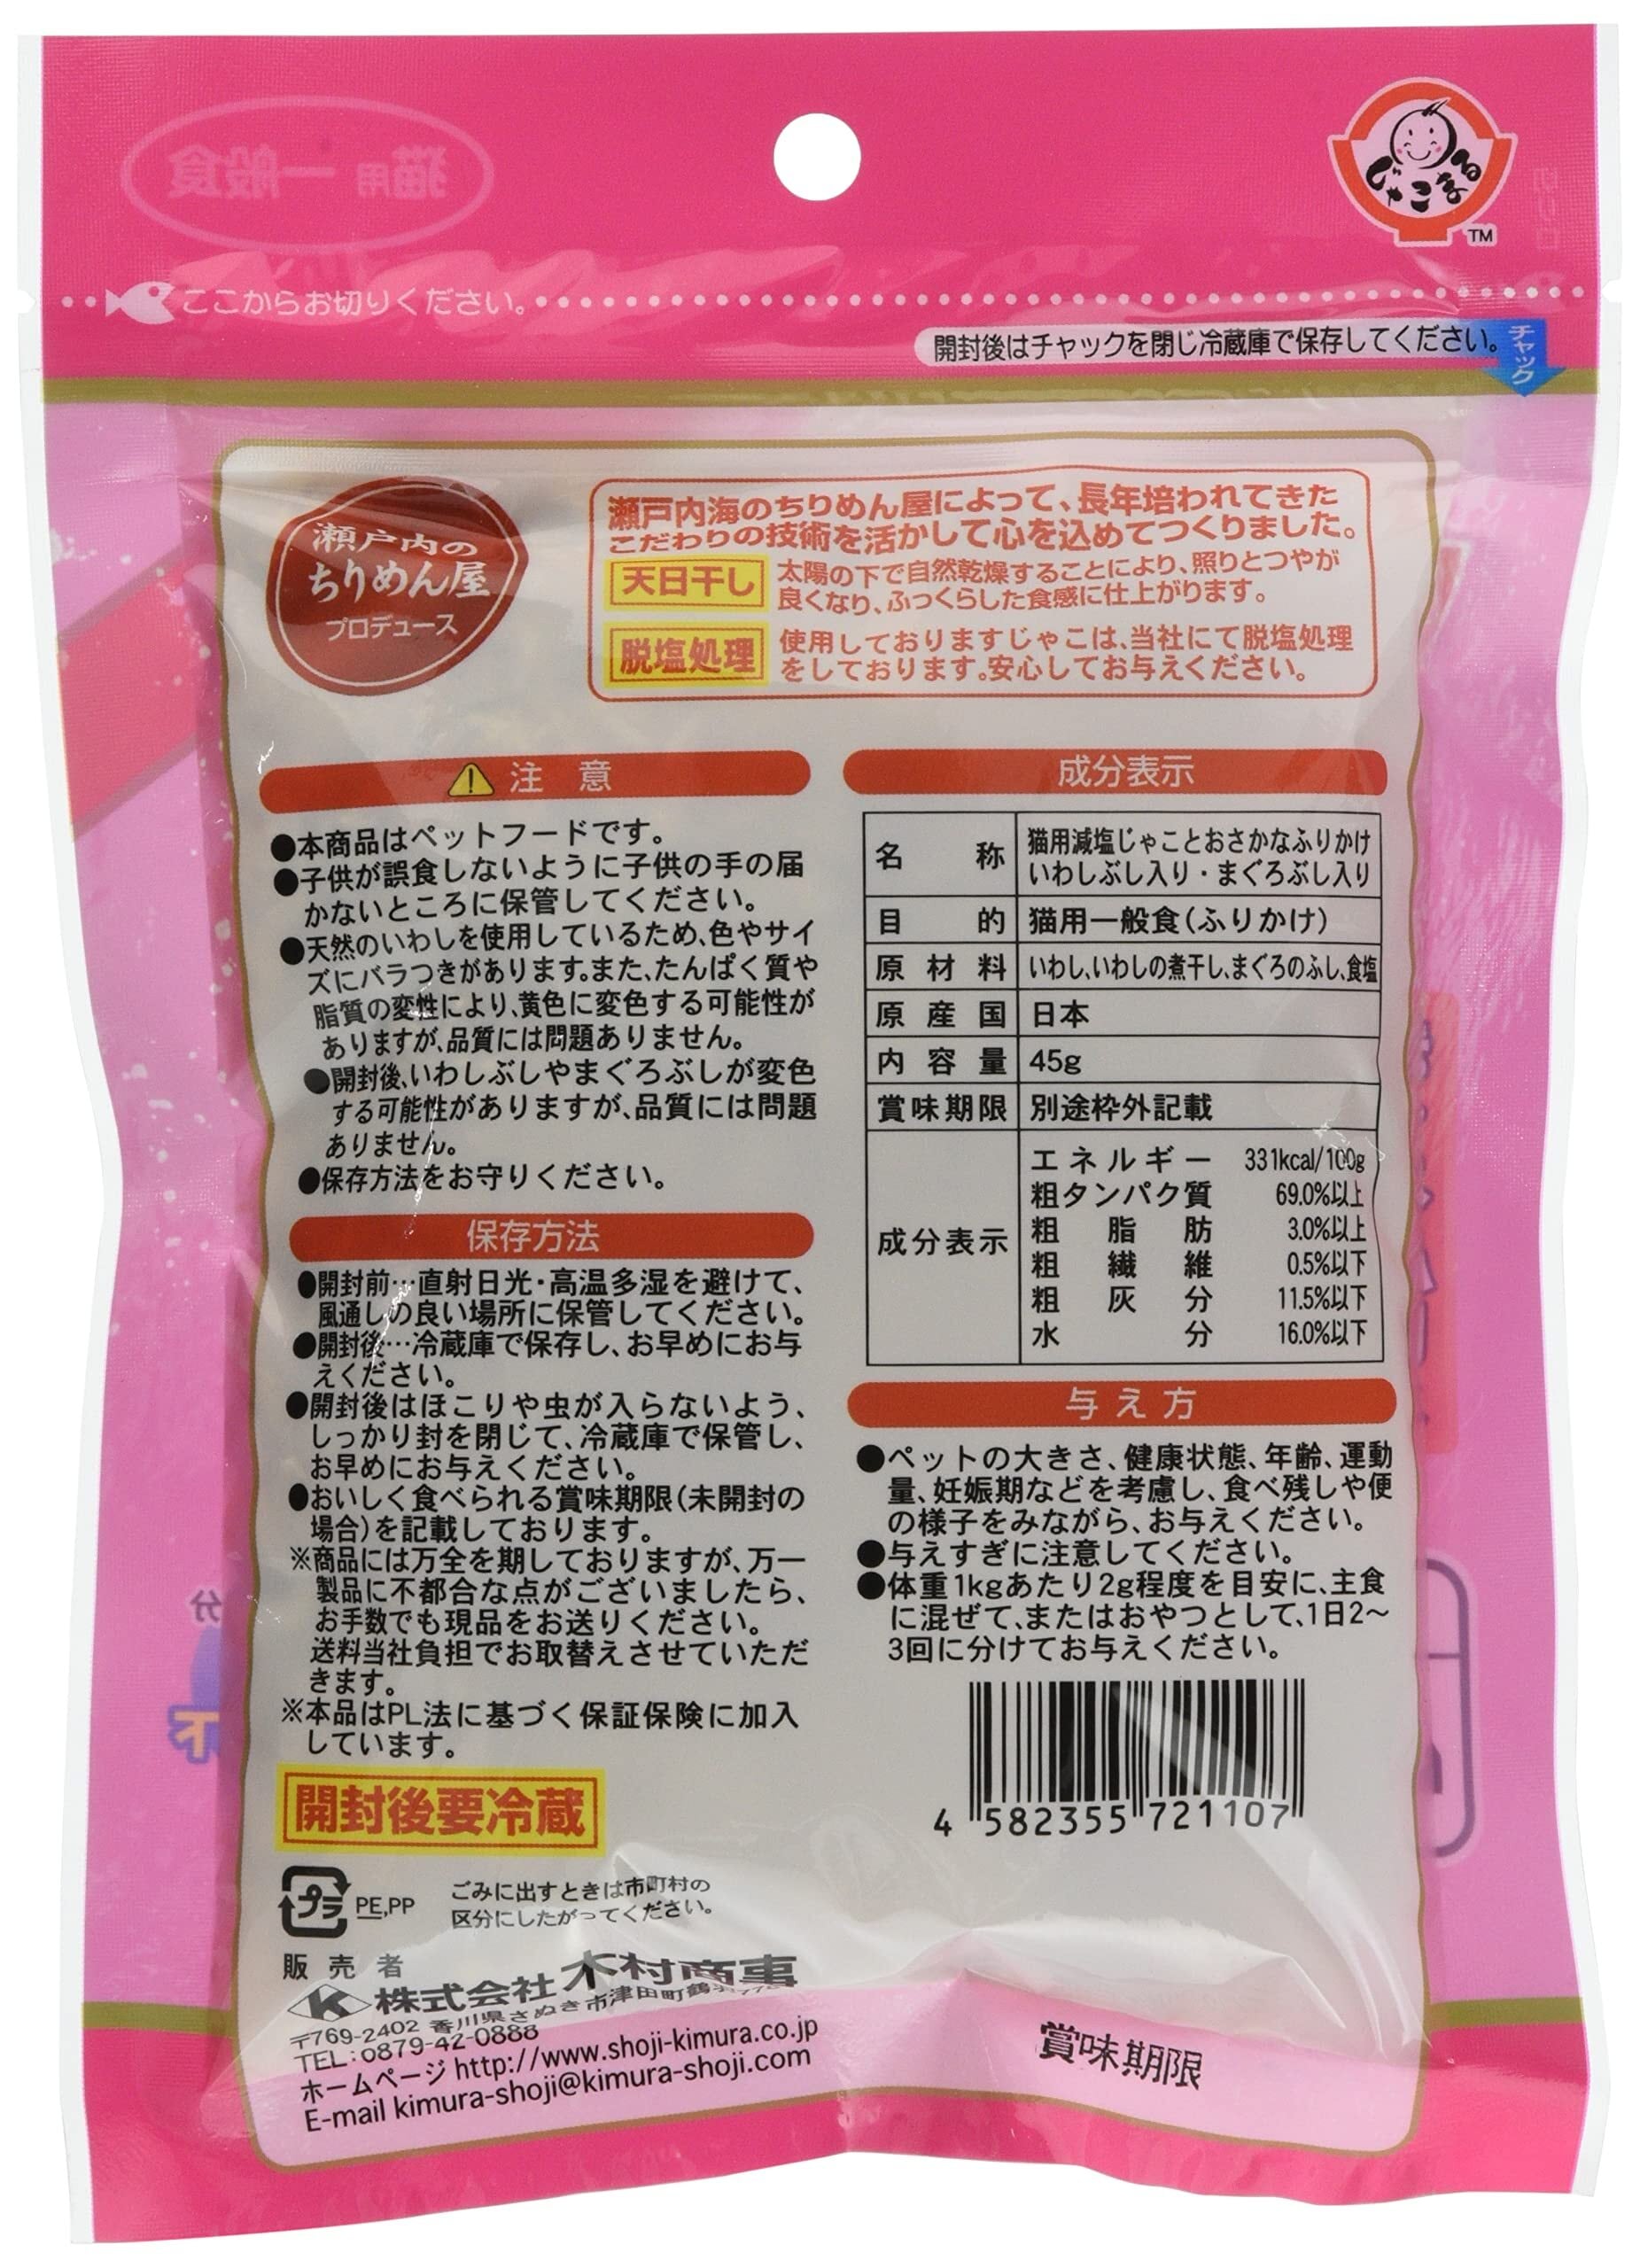 じゃこまる
TM
ここからお切りください。
開封後はチャックを閉じ冷蔵庫で保存してください。
チャック
瀬戸内の
ちりめん屋
プロデュース
瀬戸内海のちりめん屋によって、長年培われてきた
こだわりの技術を活かして心を込めてつくりました。
天日干し
太陽の下で自然乾燥することにより、照りとつやが
良くなり、ふっくらした食感に仕上がります。
脱塩処理
使用しておりますじゃこは、当社にて脱塩処理
をしております。安心してお与えください。
注意
●本商品はペットフードです。
●子供が誤食しないように子供の手の届
かないところに保管してください。
●天然のいわしを使用しているため、色やサイ
ズにバラつきがあります。また、たんぱく質や
脂質の変性により、黄色に変色する可能性が
ありますが、品質には問題ありません。
●開封後、いわしぶしやまぐろぶしが変色
する可能性がありますが、品質には問題
ありません。
●保存方法をお守りください。
保存方法
●開封前…直射日光・高温多湿を避けて、
風通しの良い場所に保管してください。
●開封後…冷蔵庫で保存し、お早めにお与
えください。
●開封後はほこりや虫が入らないよう、
しっかり封を閉じて、冷蔵庫で保管し、
お早めにお与えください。
●おいしく食べられる賞味期限(未開封の
場合)を記載しております。
※商品には万全を期しておりますが、万一
製品に不都合な点がございましたら、
お手数でも現品をお送りください。
送料当社負担でお取替えさせていただ
きます。
※本品はPL法に基づく保証保険に加入
しています。
開封後要冷蔵
プラ
PE,PP
ごみに出すときは市町村の
区分にしたがってください。
販売者
K 株式会社 木村商事
〒769-2402 香川県さぬき市津田町鶴羽
TEL:0879-42-0888
ホームページ http://www.shoji-kimura.co.jp
E-mail kimura-shoji@kimura-shoji.com
成分表示
名称 猫用減塩じゃことおさかなふりかけ
いわしぶし入り・まぐろぶし入り
目的 猫用一般食(ふりかけ)
原材料 いわし、いわしの煮干し、まぐろのふし、食塩
原産国 日本
内容量 45g
賞味期限 別途枠外記載
成分表示
エネルギー 331kcal/100g
粗タンパク質 69.0%以上
粗脂肪 3.0%以上
粗繊維 0.5%以下
粗灰分 11.5%以下
水分 16.0%以下
与え方
●ペットの大きさ、健康状態、年齢、運動
量、妊娠期などを考慮し、食べ残しや便
の様子をみながら、お与えください。
●与えすぎに注意してください。
●体重1kgあたり2g程度を目安に、主食
に混ぜて、またはおやつとして、1日2～
3回に分けてお与えください。
4 582355 721107
賞味期限
猫用一般食